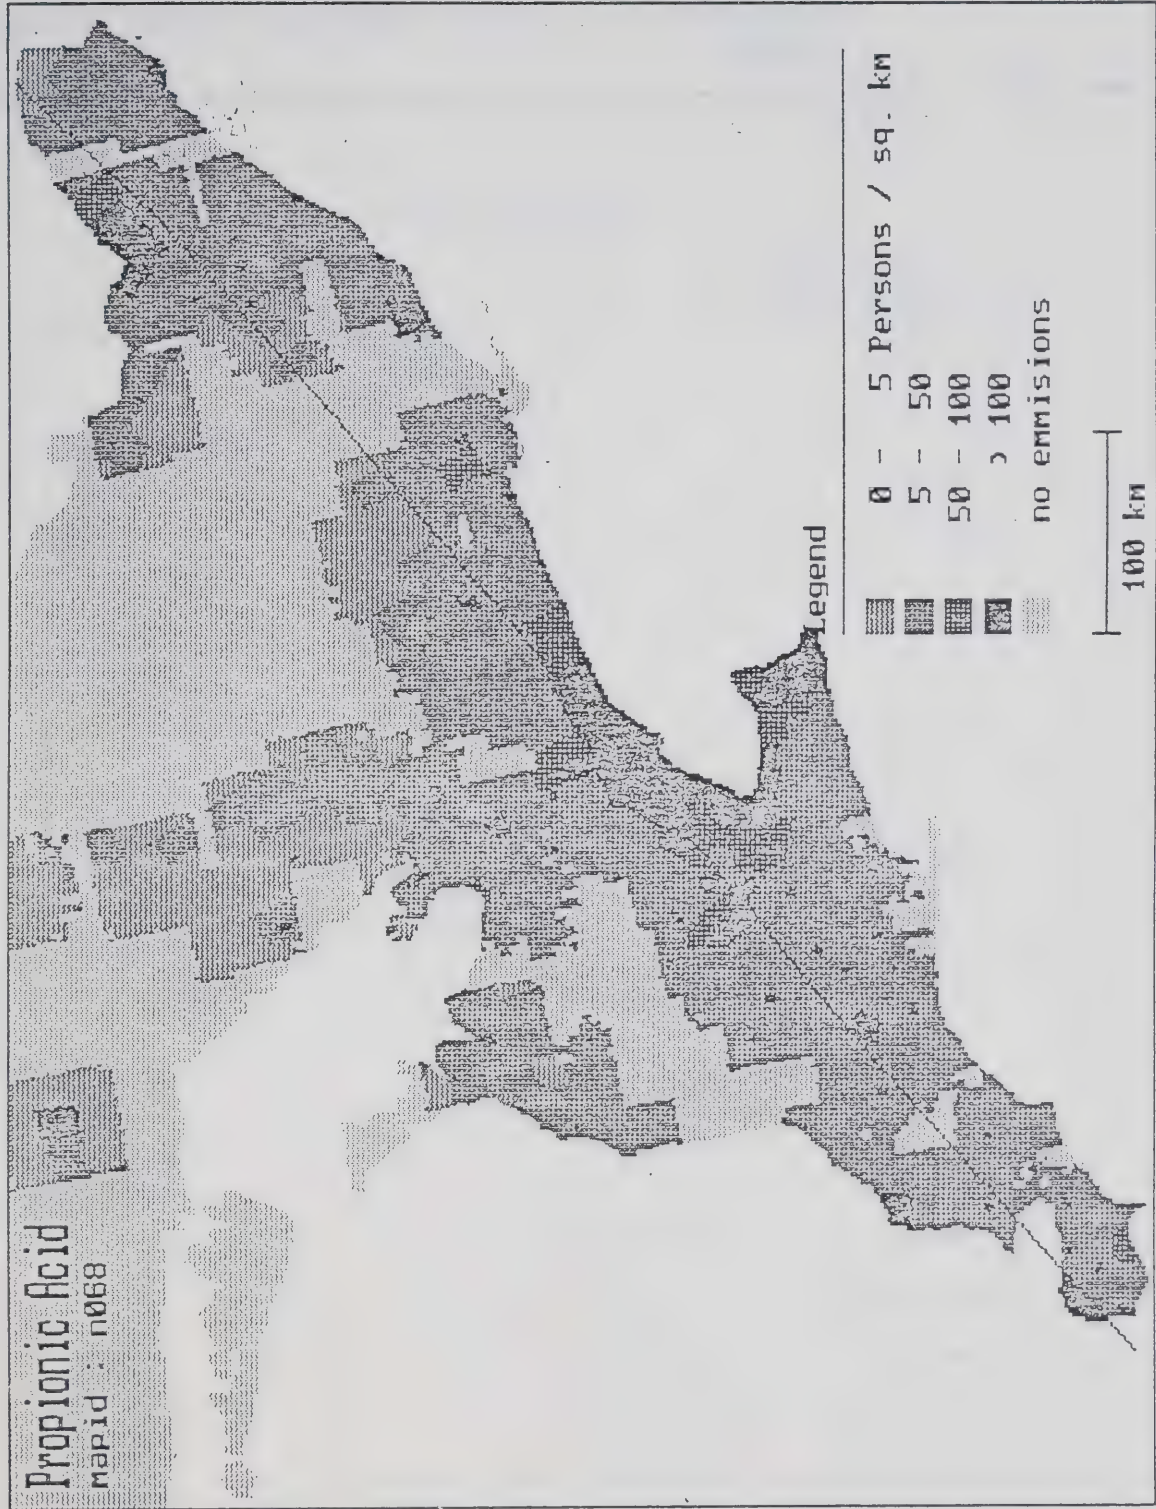 Propionic Acid
mapid : n068
Legend
0 - 5 Persons / sq. km
5 - 50
50 - 100
> 100
no emmisions
100 km